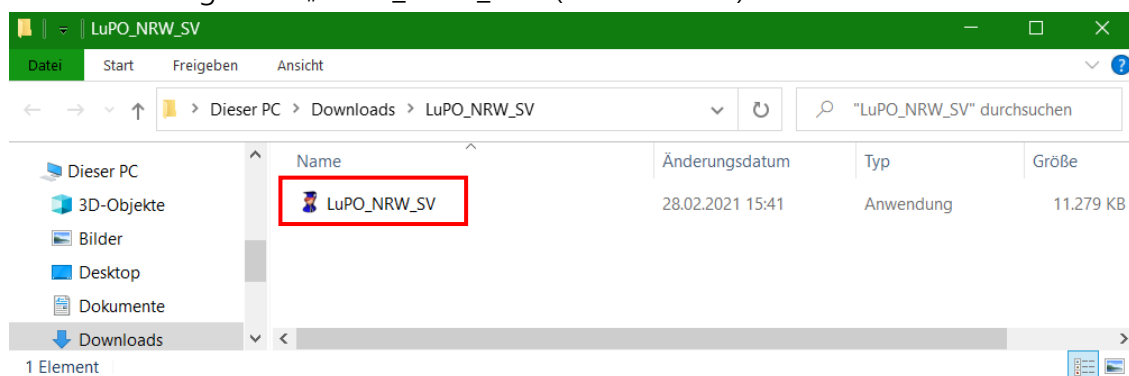 LuPO_NRW_SV
Datei Start Freigeben Ansicht
Dieser PC > Downloads > LuPO_NRW_SV "LuPO_NRW_SV" durchsuchen
Name Änderungsdatum Typ Größe
Dieser PC
LuPO_NRW_SV 28.02.2021 15:41 Anwendung 11.279 KB
3D-Objekte
Bilder
Desktop
Dokumente
Downloads
1 Element